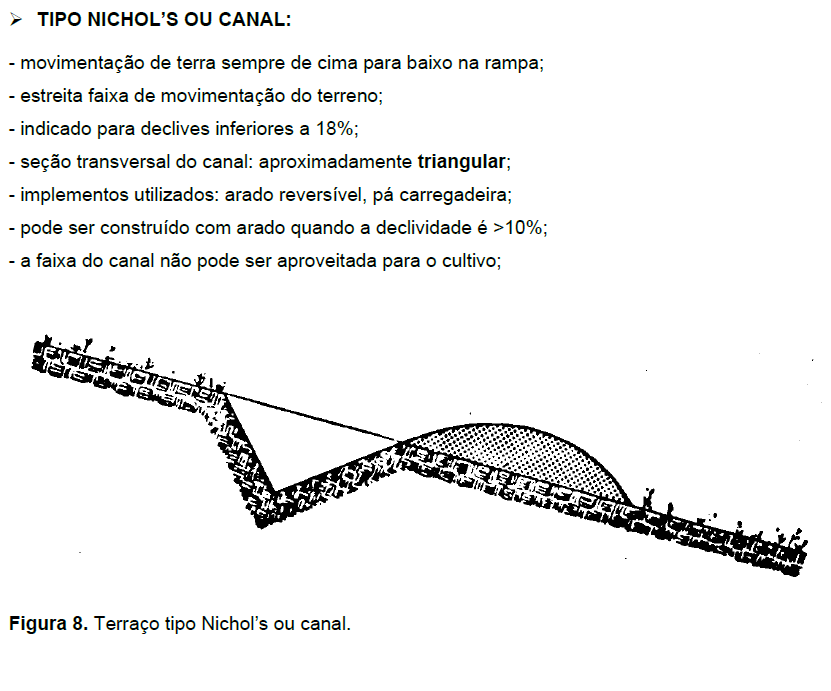 ➢ TIPO NICHOL’S OU CANAL:
- movimentação de terra sempre de cima para baixo na rampa;
- estreita faixa de movimentação do terreno;
- indicado para declives inferiores a 18%;
- seção transversal do canal: aproximadamente triangular;
- implementos utilizados: arado reversível, pá carregadeira;
- pode ser construído com arado quando a declividade é >10%;
- a faixa do canal não pode ser aproveitada para o cultivo;
Figura 8. Terraço tipo Nichol’s ou canal.